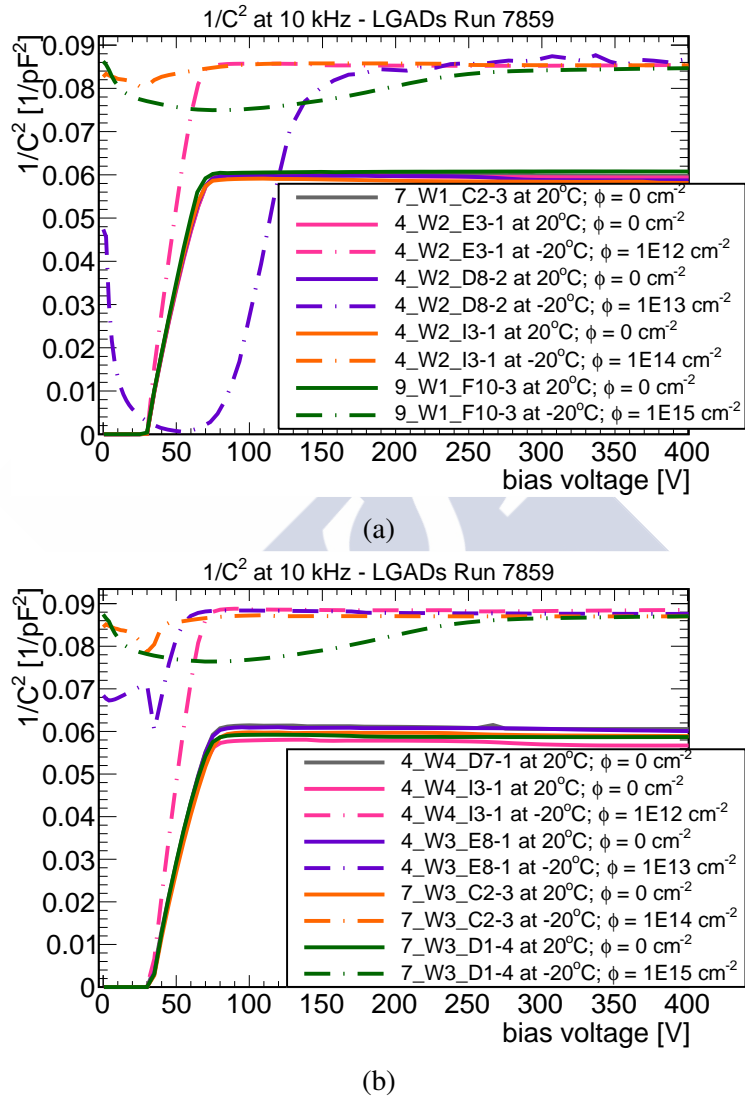 1/C² at 10 kHz - LGADs Run 7859
1/C² [1/pF²]
0.09
0.08
0.07
0.06
0.05
0.04
0.03
0.02
0.01
0
7_W1_C2-3 at 20°C; ϕ = 0 cm⁻²
4_W2_E3-1 at 20°C; ϕ = 0 cm⁻²
4_W2_E3-1 at -20°C; ϕ = 1E12 cm⁻²
4_W2_D8-2 at 20°C; ϕ = 0 cm⁻²
4_W2_D8-2 at -20°C; ϕ = 1E13 cm⁻²
4_W2_I3-1 at 20°C; ϕ = 0 cm⁻²
4_W2_I3-1 at -20°C; ϕ = 1E14 cm⁻²
9_W1_F10-3 at 20°C; ϕ = 0 cm⁻²
9_W1_F10-3 at -20°C; ϕ = 1E15 cm⁻²
0 50 100 150 200 250 300 350 400
bias voltage [V]
(a)
1/C² at 10 kHz - LGADs Run 7859
1/C² [1/pF²]
0.09
0.08
0.07
0.06
0.05
0.04
0.03
0.02
0.01
0
4_W4_D7-1 at 20°C; ϕ = 0 cm⁻²
4_W4_I3-1 at 20°C; ϕ = 0 cm⁻²
4_W4_I3-1 at -20°C; ϕ = 1E12 cm⁻²
4_W3_E8-1 at 20°C; ϕ = 0 cm⁻²
4_W3_E8-1 at -20°C; ϕ = 1E13 cm⁻²
7_W3_C2-3 at 20°C; ϕ = 0 cm⁻²
7_W3_C2-3 at -20°C; ϕ = 1E14 cm⁻²
7_W3_D1-4 at 20°C; ϕ = 0 cm⁻²
7_W3_D1-4 at -20°C; ϕ = 1E15 cm⁻²
0 50 100 150 200 250 300 350 400
bias voltage [V]
(b)